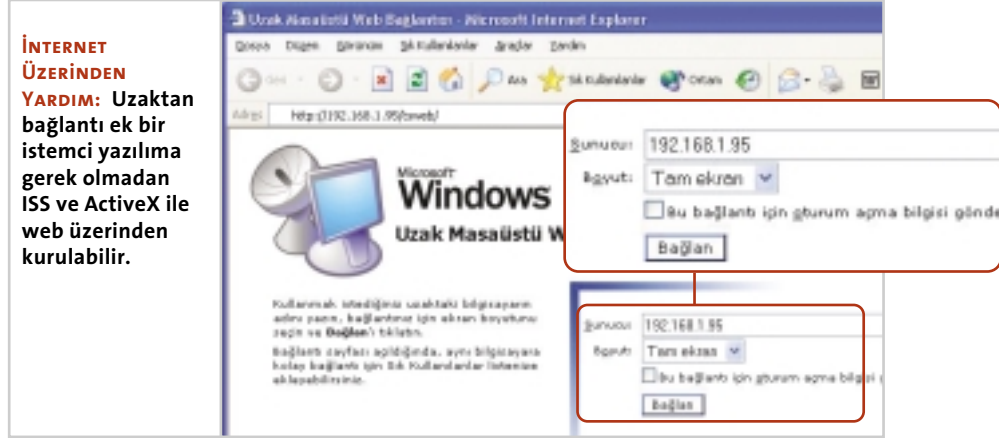 İNTERNET
ÜZERİNDEN
YARDIM: Uzaktan
bağlantı ek bir
istemci yazılıma
gerek olmadan
ISS ve ActiveX ile
web üzerinden
kurulabilir.
Uzak Masaüstü Web Bağlantısı - Microsoft Internet Explorer
Dosya Düzen Görünüm Sık Kullanılanlar Araçlar Yardım
Geri Ara Sık Kullanılanlar Ortam
Adres http://192.168.1.95/tsweb/
Microsoft
Windows
Uzak Masaüstü W
Kullanmak istediğiniz uzaktaki bilgisayarın
adını yazın, bağlantınız için ekran boyutunu
seçin ve Bağlan'ı tıklatın.
Bağlantı sayfası açıldığında, aynı bilgisayara
kolay bağlantı için Sık Kullanılanlar listenize
ekleyebilirsiniz.
Sunucu: 192.168.1.95
Boyut: Tam ekran
Bu bağlantı için oturum açma bilgisi gönde
Bağlan
Sunucu: 192.168.1.95
Boyut: Tam ekran
Bu bağlantı için oturum açma bilgisi
Bağlan